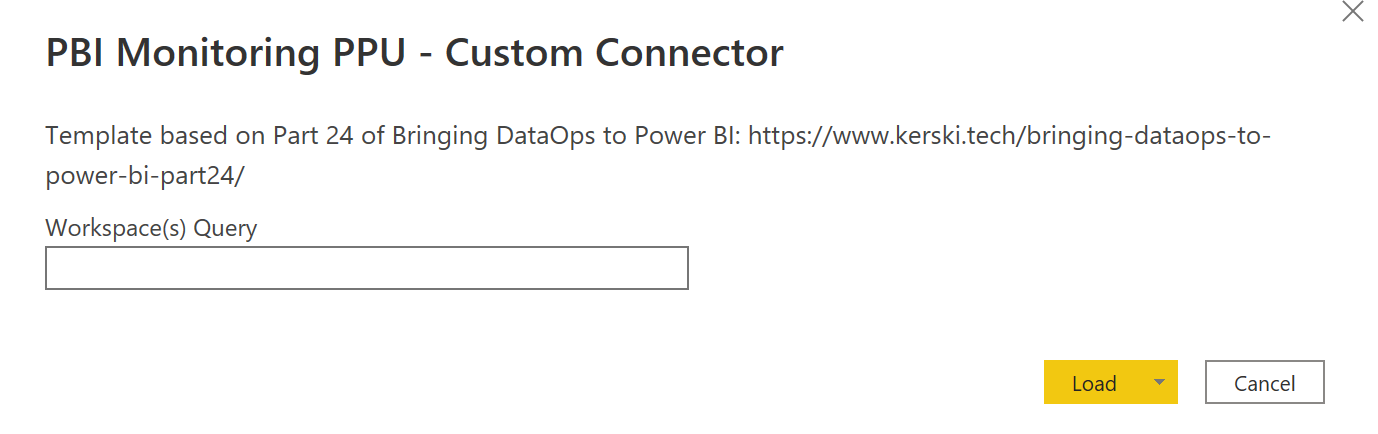 PBI Monitoring PPU - Custom Connector
Template based on Part 24 of Bringing DataOps to Power BI: https://www.kerski.tech/bringing-dataops-to-
power-bi-part24/
Workspace(s) Query
Load
Cancel